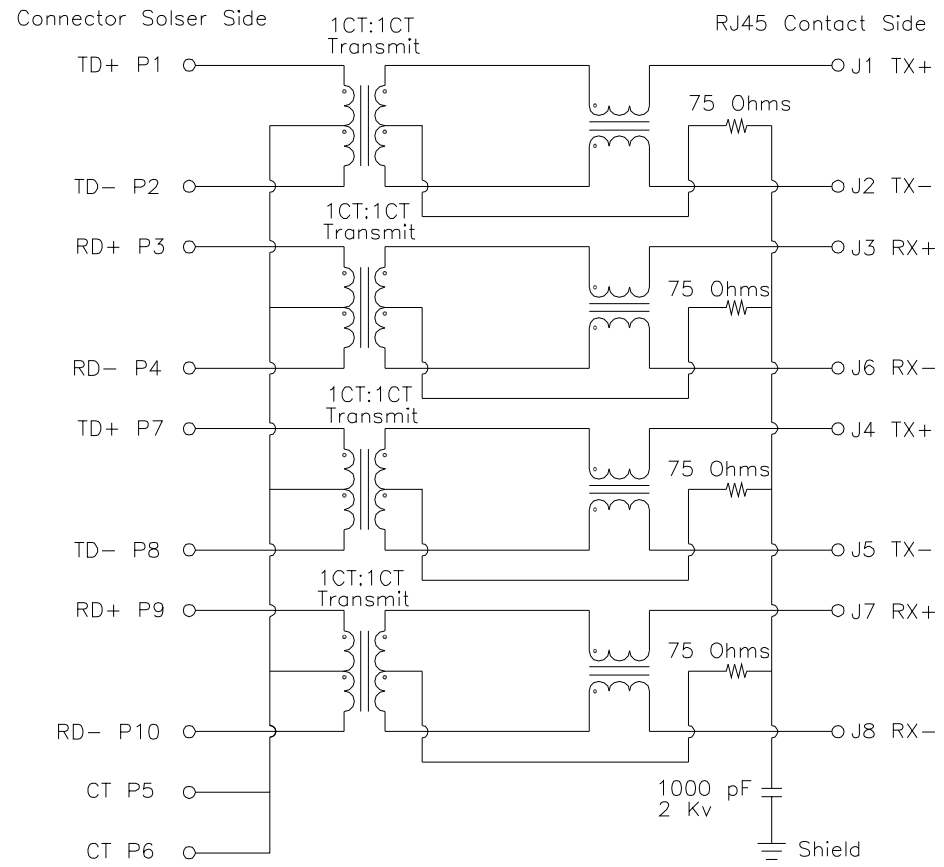 Connector Solser Side
RJ45 Contact Side
1CT:1CT
Transmit
TD+ P1
J1 TX+
75 Ohms
TD- P2
J2 TX-
1CT:1CT
Transmit
RD+ P3
J3 RX+
75 Ohms
RD- P4
J6 RX-
1CT:1CT
Transmit
TD+ P7
J4 TX+
75 Ohms
TD- P8
J5 TX-
1CT:1CT
Transmit
RD+ P9
J7 RX+
75 Ohms
RD- P10
J8 RX-
CT P5
1000 pF
2 Kv
CT P6
Shield